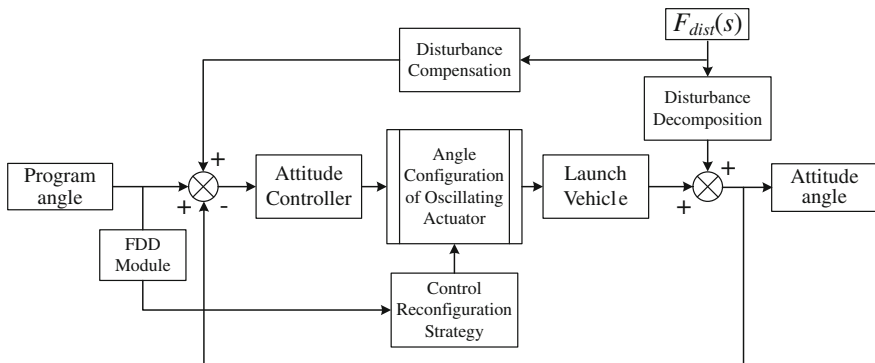 F_dist(s)
Disturbance
Compensation
Disturbance
Decomposition
+
Program
angle
+
-
Attitude
Controller
Angle
Configuration
of Oscillating
Actuator
Launch
Vehicle
+
+
Attitude
angle
FDD
Module
Control
Reconfiguration
Strategy